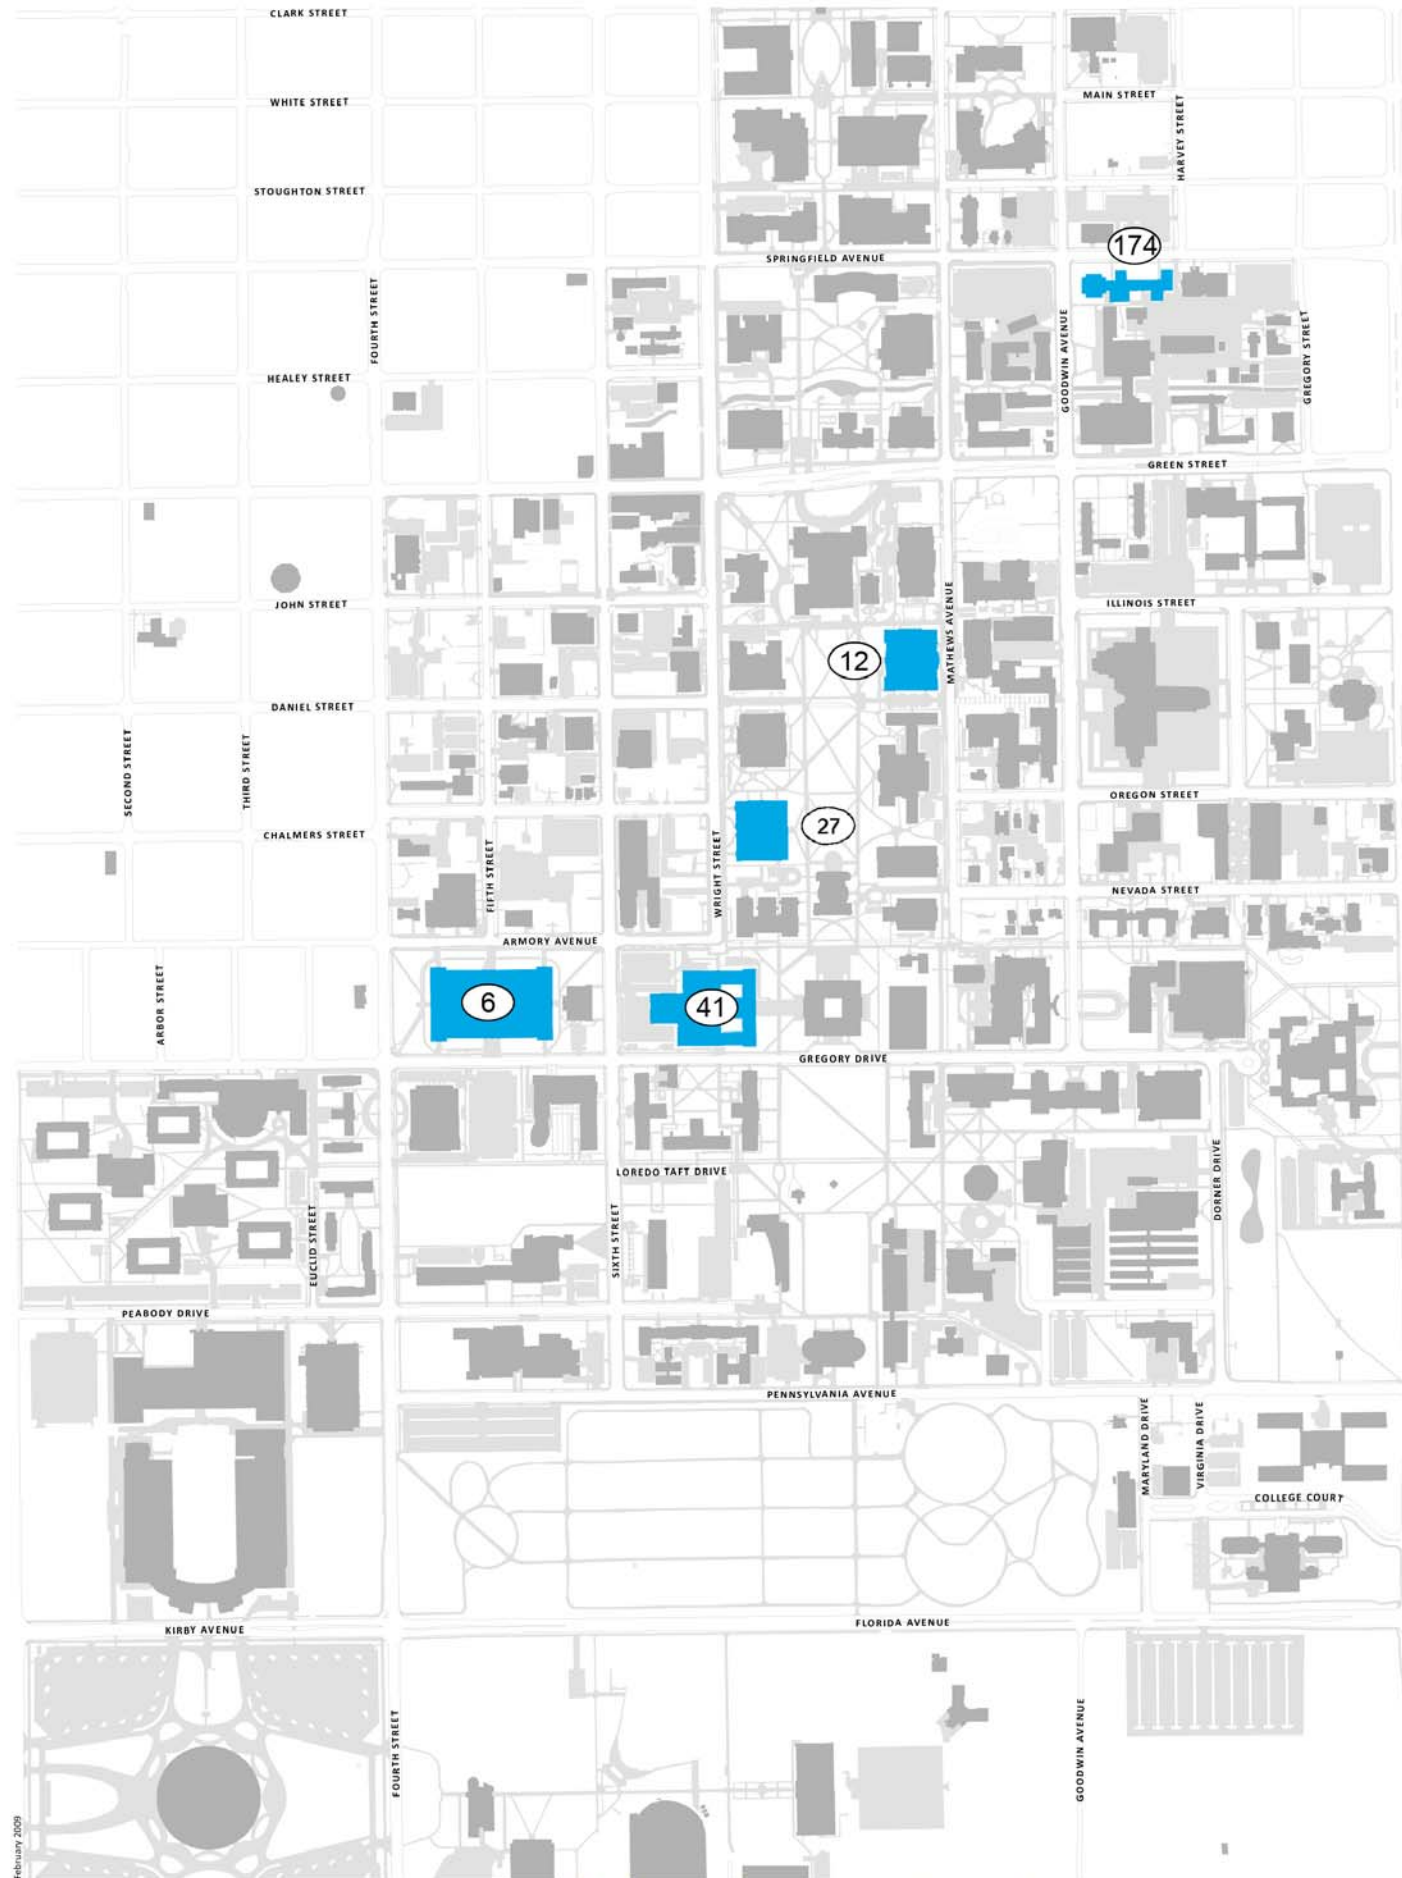 CLARK STREET
WHITE STREET
MAIN STREET
HARVEY STREET
STOUGHTON STREET
174
SPRINGFIELD AVENUE
FOURTH STREET
GOODWIN AVENUE
GREGORY STREET
HEALEY STREET
GREEN STREET
JOHN STREET
ILLINOIS STREET
MATHEWS AVENUE
12
DANIEL STREET
SECOND STREET
THIRD STREET
OREGON STREET
27
CHALMERS STREET
FIFTH STREET
WRIGHT STREET
NEVADA STREET
ARMORY AVENUE
ARBOR STREET
6
41
GREGORY DRIVE
LOREDO TAFT DRIVE
DORNER DRIVE
EUCLID STREET
SIXTH STREET
PEABODY DRIVE
PENNSYLVANIA AVENUE
MARYLAND DRIVE
VIRGINIA DRIVE
COLLEGE COURT
FLORIDA AVENUE
KIRBY AVENUE
FOURTH STREET
GOODWIN AVENUE
February 2009